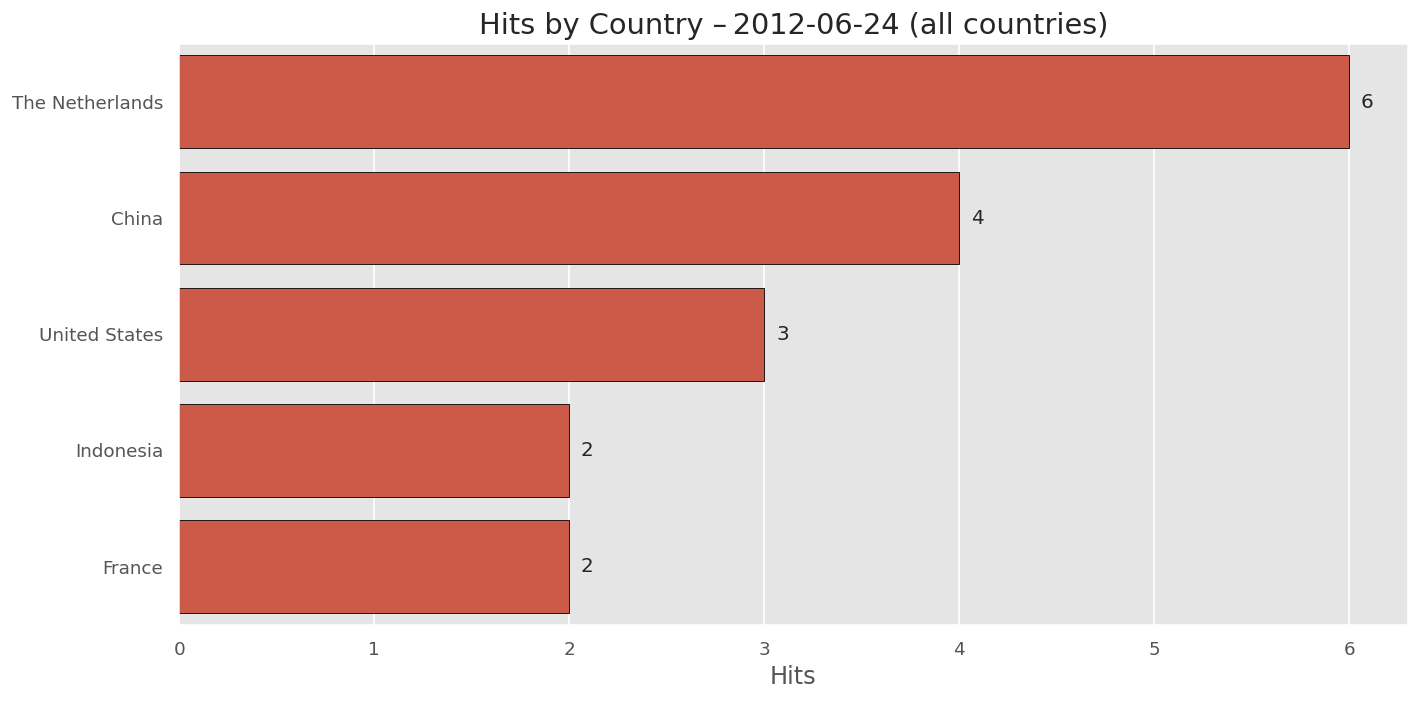 Hits by Country – 2012-06-24 (all countries)
The Netherlands
6
China
4
United States
3
Indonesia
2
France
2
0 1 2 3 4 5 6
Hits